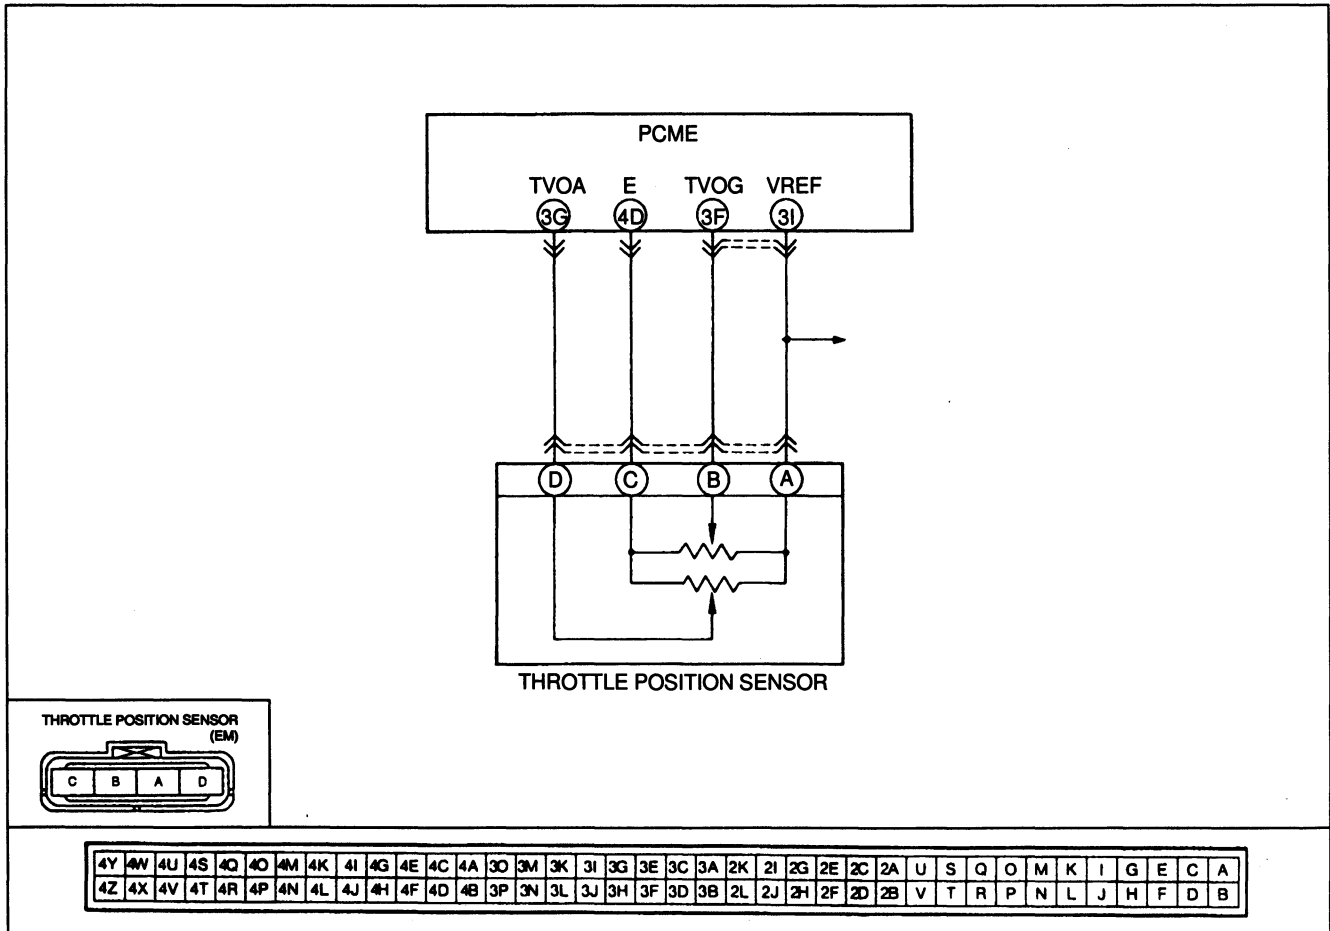 PCME
TVOA E TVOG VREF
3G 4D 3F 3I
D C B A
THROTTLE POSITION SENSOR
THROTTLE POSITION SENSOR
(EM)
C B A D
4Y 4W 4U 4S 4Q 4O 4M 4K 4I 4G 4E 4C 4A 3O 3M 3K 3I 3G 3E 3C 3A 2K 2I 2G 2E 2C 2A U S Q O M K I G E C A
4Z 4X 4V 4T 4R 4P 4N 4L 4J 4H 4F 4D 4B 3P 3N 3L 3J 3H 3F 3D 3B 2L 2J 2H 2F 2D 2B V T R P N L J H F D B